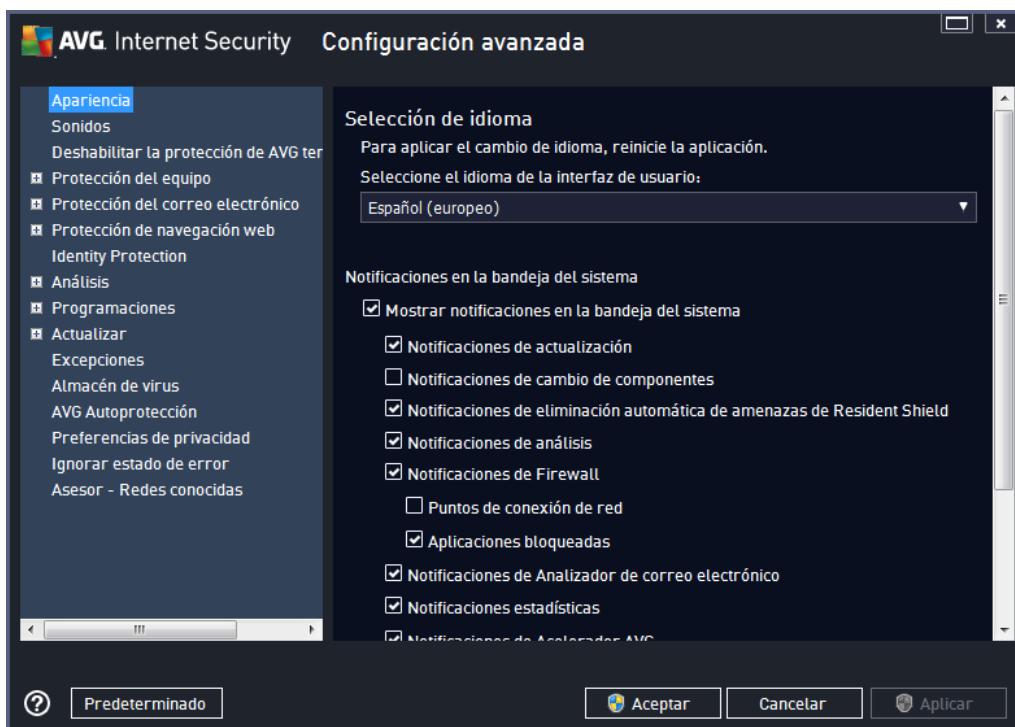 AVG. Internet Security Configuración avanzada
Apariencia
Sonidos
Deshabilitar la protección de AVG ter
Protección del equipo
Protección del correo electrónico
Protección de navegación web
Identity Protection
Análisis
Programaciones
Actualizar
Excepciones
Almacén de virus
AVG Autoprotección
Preferencias de privacidad
Ignorar estado de error
Asesor - Redes conocidas
Selección de idioma
Para aplicar el cambio de idioma, reinicie la aplicación.
Seleccione el idioma de la interfaz de usuario:
Español (europeo)
Notificaciones en la bandeja del sistema
Mostrar notificaciones en la bandeja del sistema
Notificaciones de actualización
Notificaciones de cambio de componentes
Notificaciones de eliminación automática de amenazas de Resident Shield
Notificaciones de análisis
Notificaciones de Firewall
Puntos de conexión de red
Aplicaciones bloqueadas
Notificaciones de Analizador de correo electrónico
Notificaciones estadísticas
Notificaciones de Acelerador AVG
Predeterminado
Aceptar
Cancelar
Aplicar